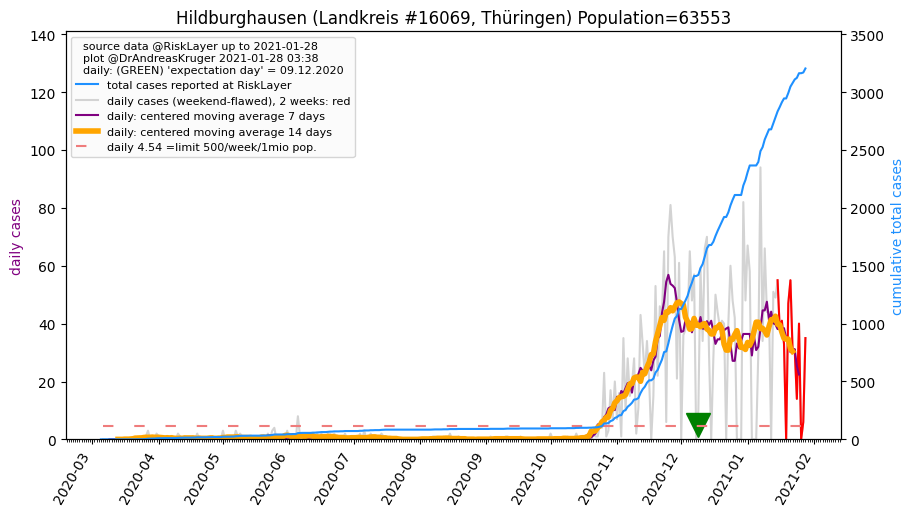 Hildburghausen (Landkreis #16069, Thüringen) Population=63553
source data @RiskLayer up to 2021-01-28
plot @DrAndreasKruger 2021-01-28 03:38
daily: (GREEN) 'expectation day' = 09.12.2020
total cases reported at RiskLayer
daily cases (weekend-flawed), 2 weeks: red
daily: centered moving average 7 days
daily: centered moving average 14 days
daily 4.54 =limit 500/week/1mio pop.
daily cases
140
120
100
80
60
40
20
0
cumulative total cases
3500
3000
2500
2000
1500
1000
500
0
2020-03
2020-04
2020-05
2020-06
2020-07
2020-08
2020-09
2020-10
2020-11
2020-12
2021-01
2021-02